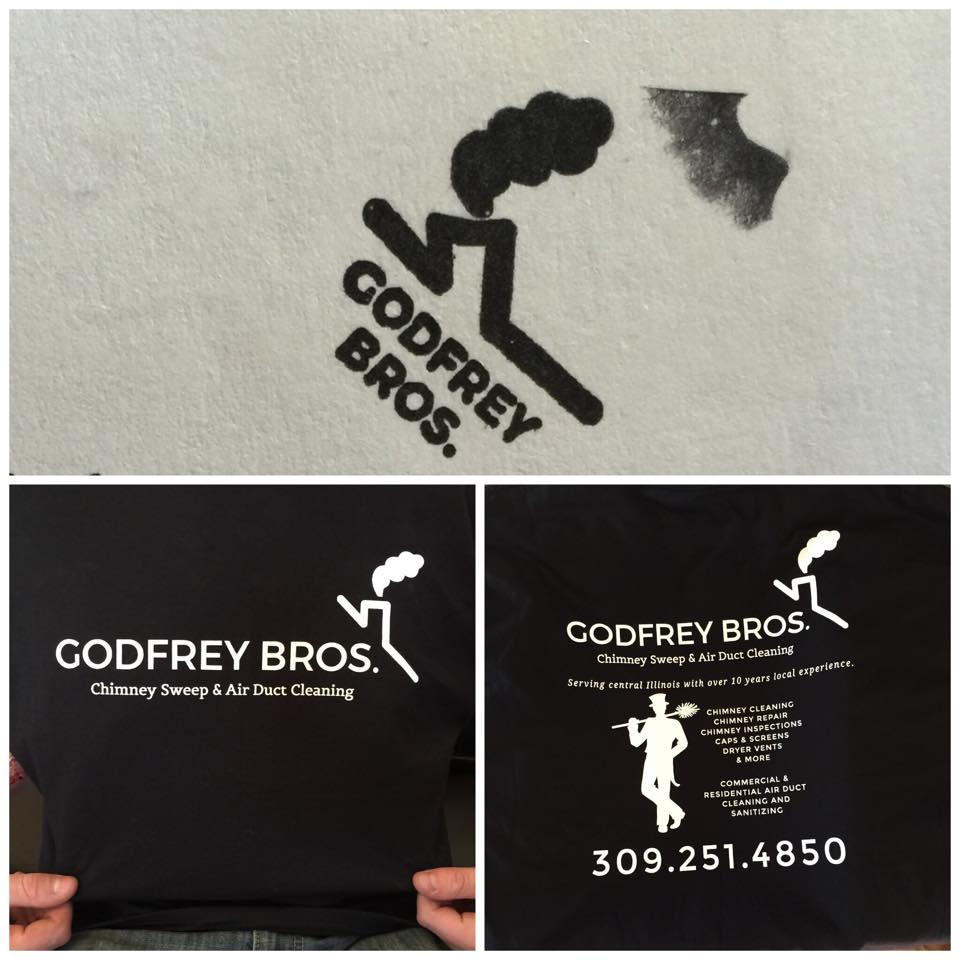 GODFREY
BROS.
GODFREY BROS.
Chimney Sweep & Air Duct Cleaning
GODFREY BROS.
Chimney Sweep & Air Duct Cleaning
Serving central Illinois with over 10 years local experience.
CHIMNEY CLEANING
CHIMNEY REPAIR
CHIMNEY INSPECTIONS
CAPS & SCREENS
DRYER VENTS
& MORE
COMMERCIAL &
RESIDENTIAL AIR DUCT
CLEANING AND
SANITIZING
309.251.4850